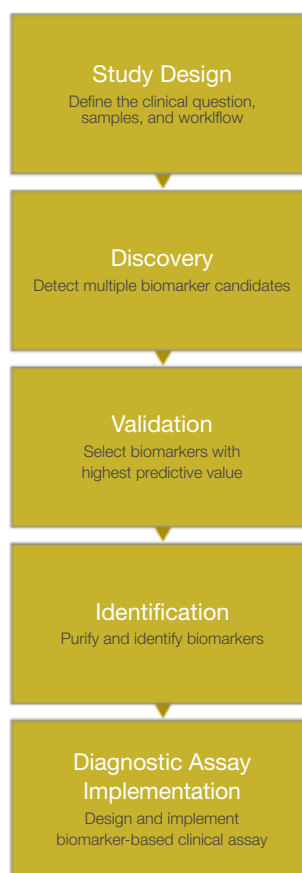 Study Design
Define the clinical question,
samples, and worklflow
Discovery
Detect multiple biomarker candidates
Validation
Select biomarkers with
highest predictive value
Identification
Purify and identify biomarkers
Diagnostic Assay
Implementation
Design and implement
biomarker-based clinical assay